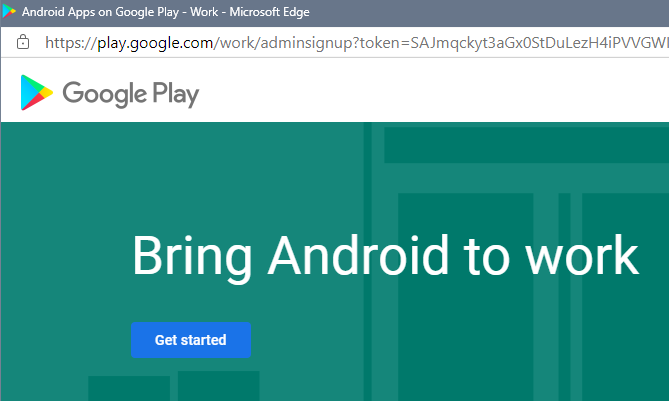 Android Apps on Google Play - Work - Microsoft Edge
https://play.google.com/work/adminsignup?token=SAJmqckyt3aGx0StDuLezH4iPVVGWI
Google Play
Bring Android to work
Get started